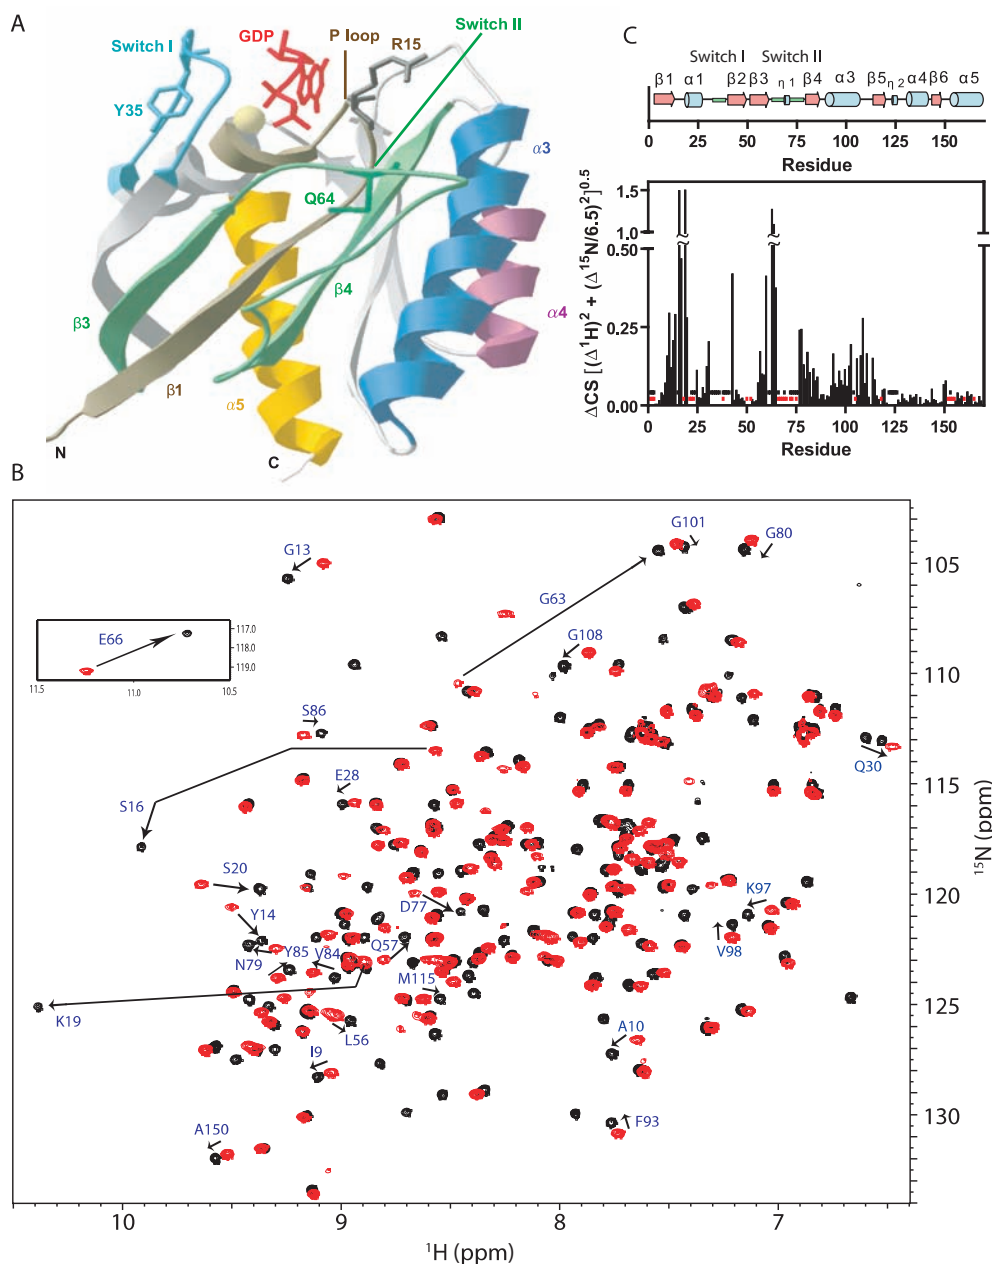 A
Switch I
GDP
P loop
Switch II
R15
Y35
α3
Q64
β4
β3
α4
β1
α5
N
C
C
Switch I Switch II
β1 α1 β2 β3 η1 β4 α3 β5 η2 α4 β6 α5
0 25 50 75 100 125 150
Residue
ΔCS [(Δ¹H)² + (Δ¹⁵N/6.5)²]⁰·⁵
1.5
1.0
0.50
0.25
0.00
0 25 50 75 100 125 150
Residue
B
G13
G101
G80
G63
E66
117.0
118.0
119.0
11.5 11.0 10.5
G108
S86
Q30
E28
S16
S20
D77
K97
Y14
Q57
V98
N79
Y85
V84
M115
K19
L56
A10
I9
F93
A150
105
110
115
120
125
130
¹⁵N (ppm)
10 9 8 7
¹H (ppm)